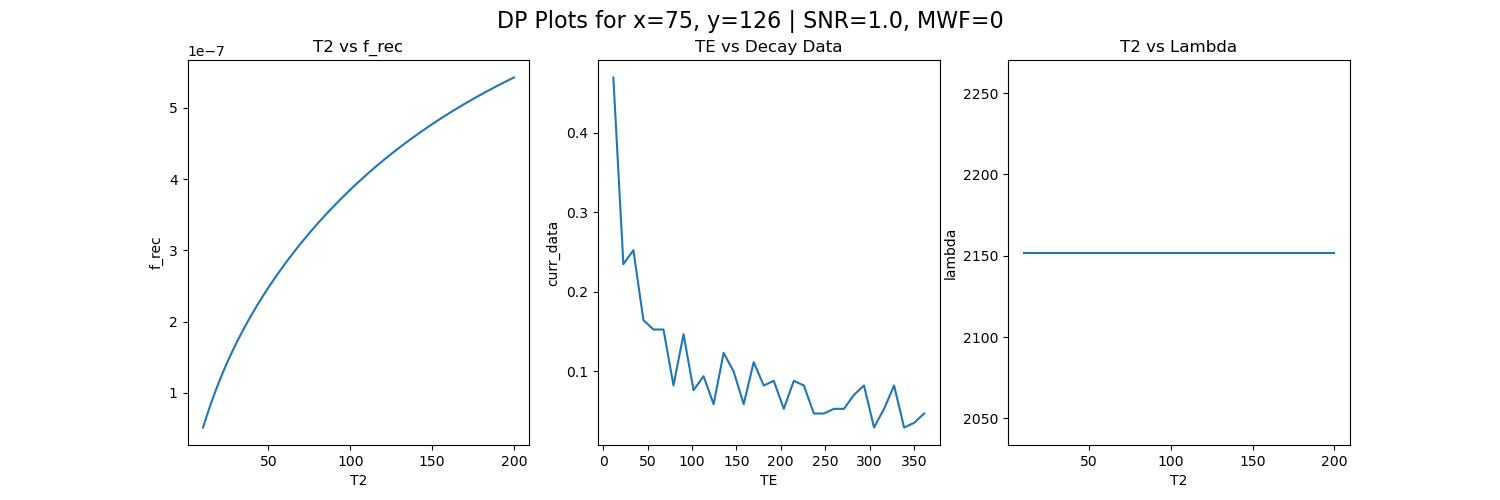 DP Plots for x=75, y=126 | SNR=1.0, MWF=0
T2 vs f_rec
1e−7
5
4
3
2
1
f_rec
50
100
150
200
T2
TE vs Decay Data
0.4
0.3
0.2
0.1
curr_data
0
50
100
150
200
250
300
350
TE
T2 vs Lambda
2250
2200
2150
2100
2050
lambda
50
100
150
200
T2